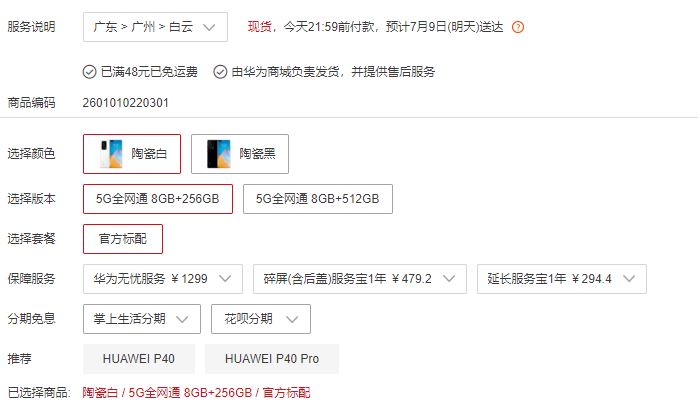 服务说明 广东 > 广州 > 白云 现货，今天21:59前付款，预计7月9日(明天)送达 ?
已满48元已免运费 由华为商城负责发货，并提供售后服务
商品编码 2601010220301
选择颜色 陶瓷白 陶瓷黑
选择版本 5G全网通 8GB+256GB 5G全网通 8GB+512GB
选择套餐 官方标配
保障服务 华为无忧服务 ￥1299 碎屏(含后盖)服务宝1年 ￥479.2 延长服务宝1年 ￥294.4
分期免息 掌上生活分期 花呗分期
推荐 HUAWEI P40 HUAWEI P40 Pro
已选择商品: 陶瓷白 / 5G全网通 8GB+256GB / 官方标配